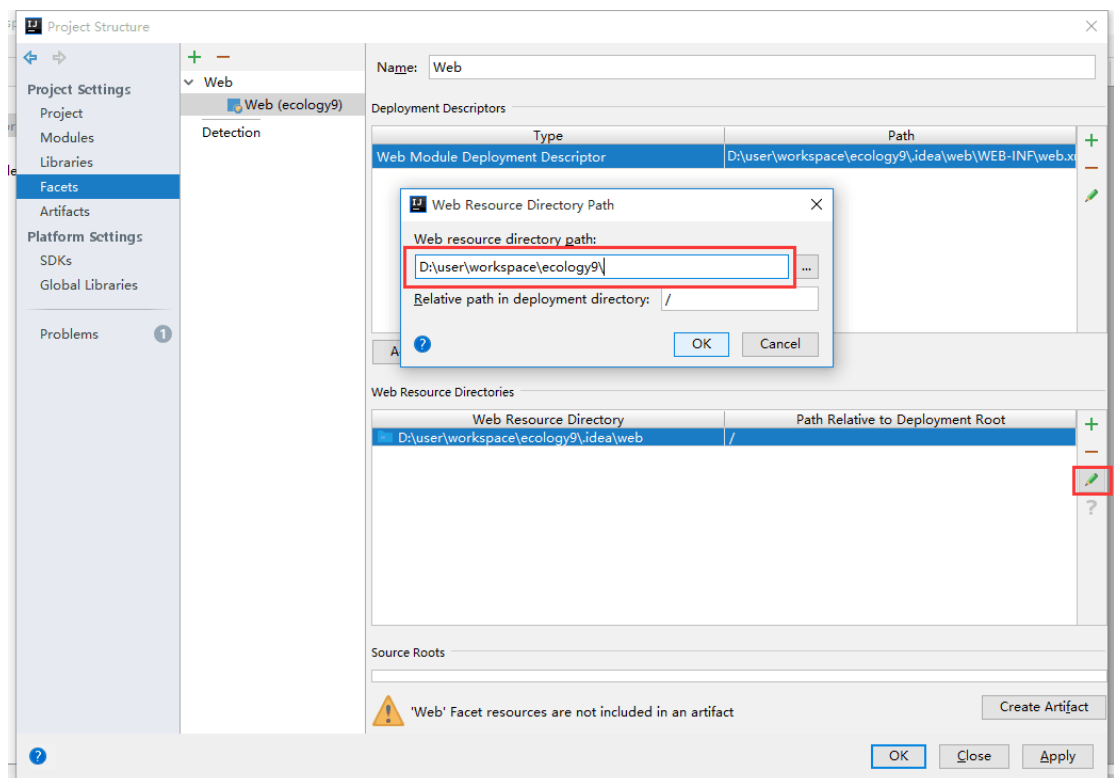 Project Structure
Project Settings
Project
Modules
Libraries
Facets
Artifacts
Platform Settings
SDKs
Global Libraries
Problems 1
Web
Web (ecology9)
Detection
Name: Web
Deployment Descriptors
Type Path
Web Module Deployment Descriptor D:\user\workspace\ecology9\.idea\web\WEB-INF\web.x
Web Resource Directory Path
Web resource directory path:
D:\user\workspace\ecology9\
...
Relative path in deployment directory: /
?
OK Cancel
A
Web Resource Directories
Web Resource Directory Path Relative to Deployment Root
D:\user\workspace\ecology9\.idea\web /
?
Source Roots
'Web' Facet resources are not included in an artifact
Create Artifact
?
OK Close Apply